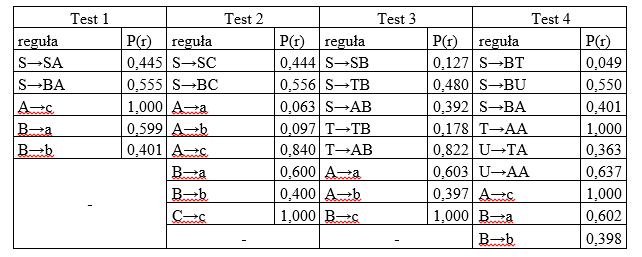 Test 1 Test 2 Test 3 Test 4
reguła P(r) reguła P(r) reguła P(r) reguła P(r)
S→SA 0,445 S→SC 0,444 S→SB 0,127 S→BT 0,049
S→BA 0,555 S→BC 0,556 S→TB 0,480 S→BU 0,550
A→c 1,000 A→a 0,063 S→AB 0,392 S→BA 0,401
B→a 0,599 A→b 0,097 T→TB 0,178 T→AA 1,000
B→b 0,401 A→c 0,840 T→AB 0,822 U→TA 0,363
- B→a 0,600 A→a 0,603 U→AA 0,637
B→b 0,400 A→b 0,397 A→c 1,000
C→c 1,000 B→c 1,000 B→a 0,602
- - B→b 0,398